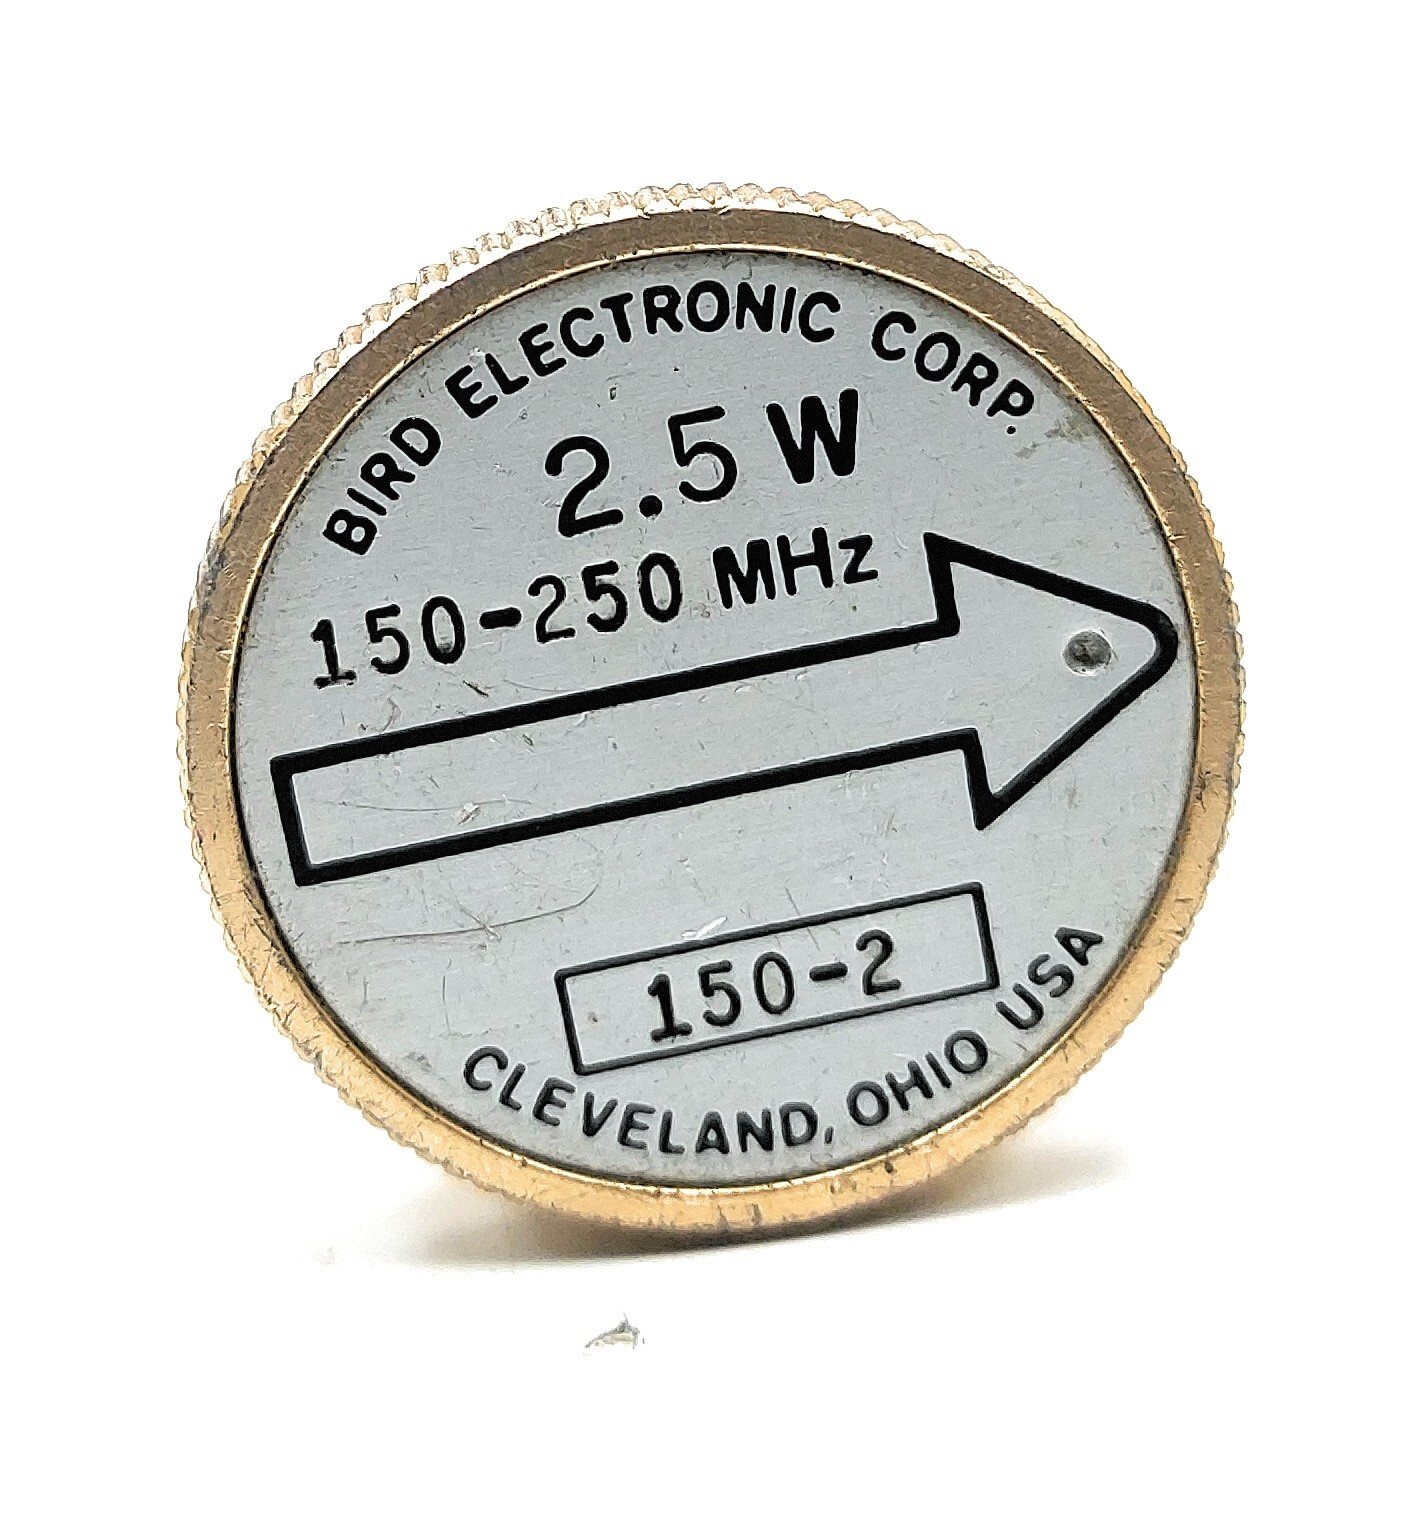 BIRD ELECTRONIC CORP.
2.5 W
150-250 MHz
150-2
CLEVELAND, OHIO USA